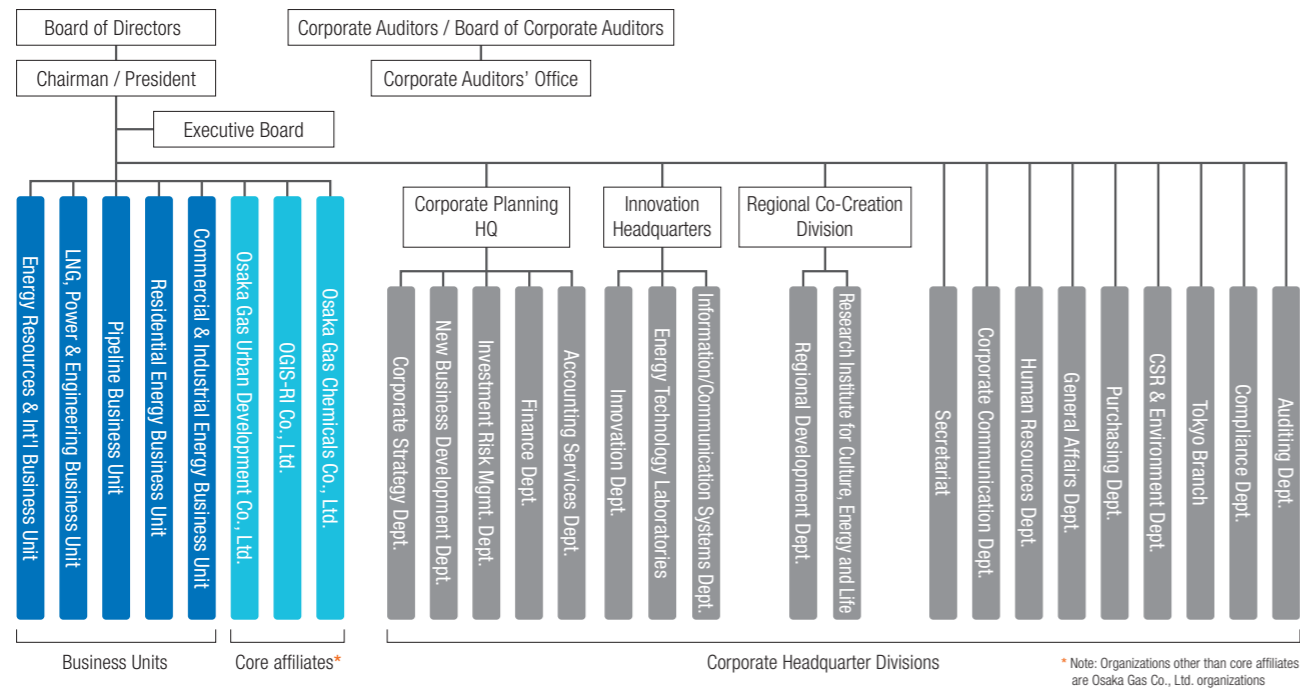 Board of Directors
Corporate Auditors / Board of Corporate Auditors
Chairman / President
Corporate Auditors’ Office
Executive Board
Corporate Planning
HQ
Innovation
Headquarters
Regional Co-Creation
Division
Energy Resources & Int'l Business Unit
LNG, Power & Engineering Business Unit
Pipeline Business Unit
Residential Energy Business Unit
Commercial & Industrial Energy Business Unit
Osaka Gas Urban Development Co., Ltd.
OGIS-RI Co., Ltd.
Osaka Gas Chemicals Co., Ltd.
Corporate Strategy Dept.
New Business Development Dept.
Investment Risk Mgmt. Dept.
Finance Dept.
Accounting Services Dept.
Innovation Dept.
Energy Technology Laboratories
Information/Communication Systems Dept.
Regional Development Dept.
Research Institute for Culture, Energy and Life
Secretariat
Corporate Communication Dept.
Human Resources Dept.
General Affairs Dept.
Purchasing Dept.
CSR & Environment Dept.
Tokyo Branch
Compliance Dept.
Auditing Dept.
Business Units
Core affiliates*
Corporate Headquarter Divisions
* Note: Organizations other than core affiliates
are Osaka Gas Co., Ltd. organizations